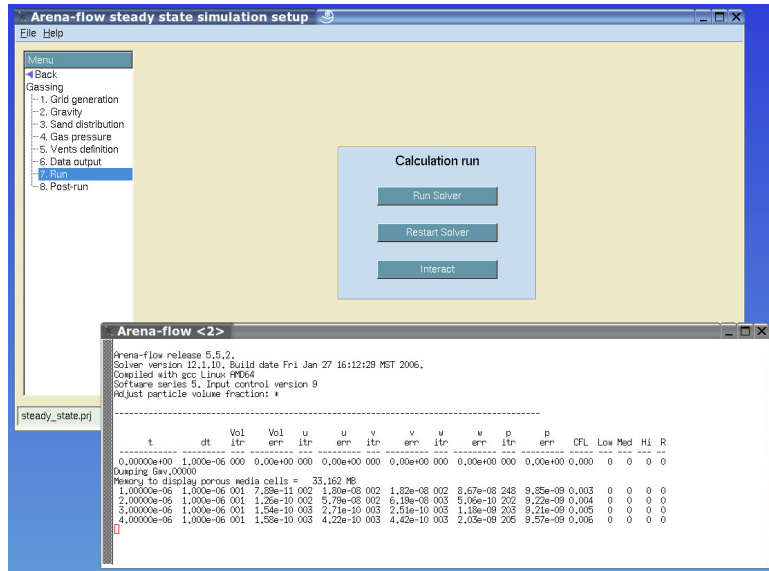 Arena-flow steady state simulation setup
File Help
Menu
Back
Gassing
1. Grid generation
2. Gravity
3. Sand distribution
4. Gas pressure
5. Vents definition
6. Data output
7. Run
8. Post-run
Calculation run
Run Solver
Restart Solver
Interact
steady_state.prj
Arena-flow <2>
Arena-flow release 5.5.2.
Solver version 12.1.10. Build date Fri Jan 27 16:12:29 MST 2006.
Compiled with gcc Linux AMD64
Software series 5. Input control version 9
Adjust particle volume fraction: *
--------------------------------------------------------------------------------
Vol Vol u u v v w w p p
t dt itr err itr err itr err itr err itr err CFL Low Med Hi R
0.00000e+00 1.000e-06 000 0.00e+00 000 0.00e+00 000 0.00e+00 000 0.00e+00 000 0.00e+00 0.000 0 0 0 0
Dumping Gmv.00000
Memory to display porous media cells = 33.162 MB
1.00000e-06 1.000e-06 001 7.89e-11 002 1.80e-08 002 1.82e-08 002 8.67e-08 248 9.85e-09 0.003 0 0 0 0
2.00000e-06 1.000e-06 001 1.26e-10 002 5.79e-08 002 6.19e-08 003 5.06e-10 202 9.22e-09 0.004 0 0 0 0
3.00000e-06 1.000e-06 001 1.54e-10 003 2.71e-10 003 2.51e-10 003 1.18e-09 203 9.21e-09 0.005 0 0 0 0
4.00000e-06 1.000e-06 001 1.58e-10 003 4.22e-10 003 4.42e-10 003 2.03e-09 205 9.57e-09 0.006 0 0 0 0